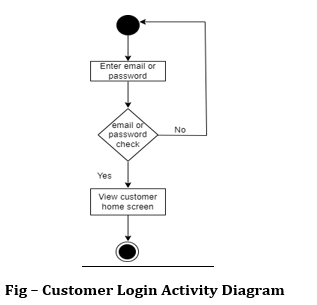 Enter email or
password
email or
password
check
No
Yes
View customer
home screen
Fig – Customer Login Activity Diagram